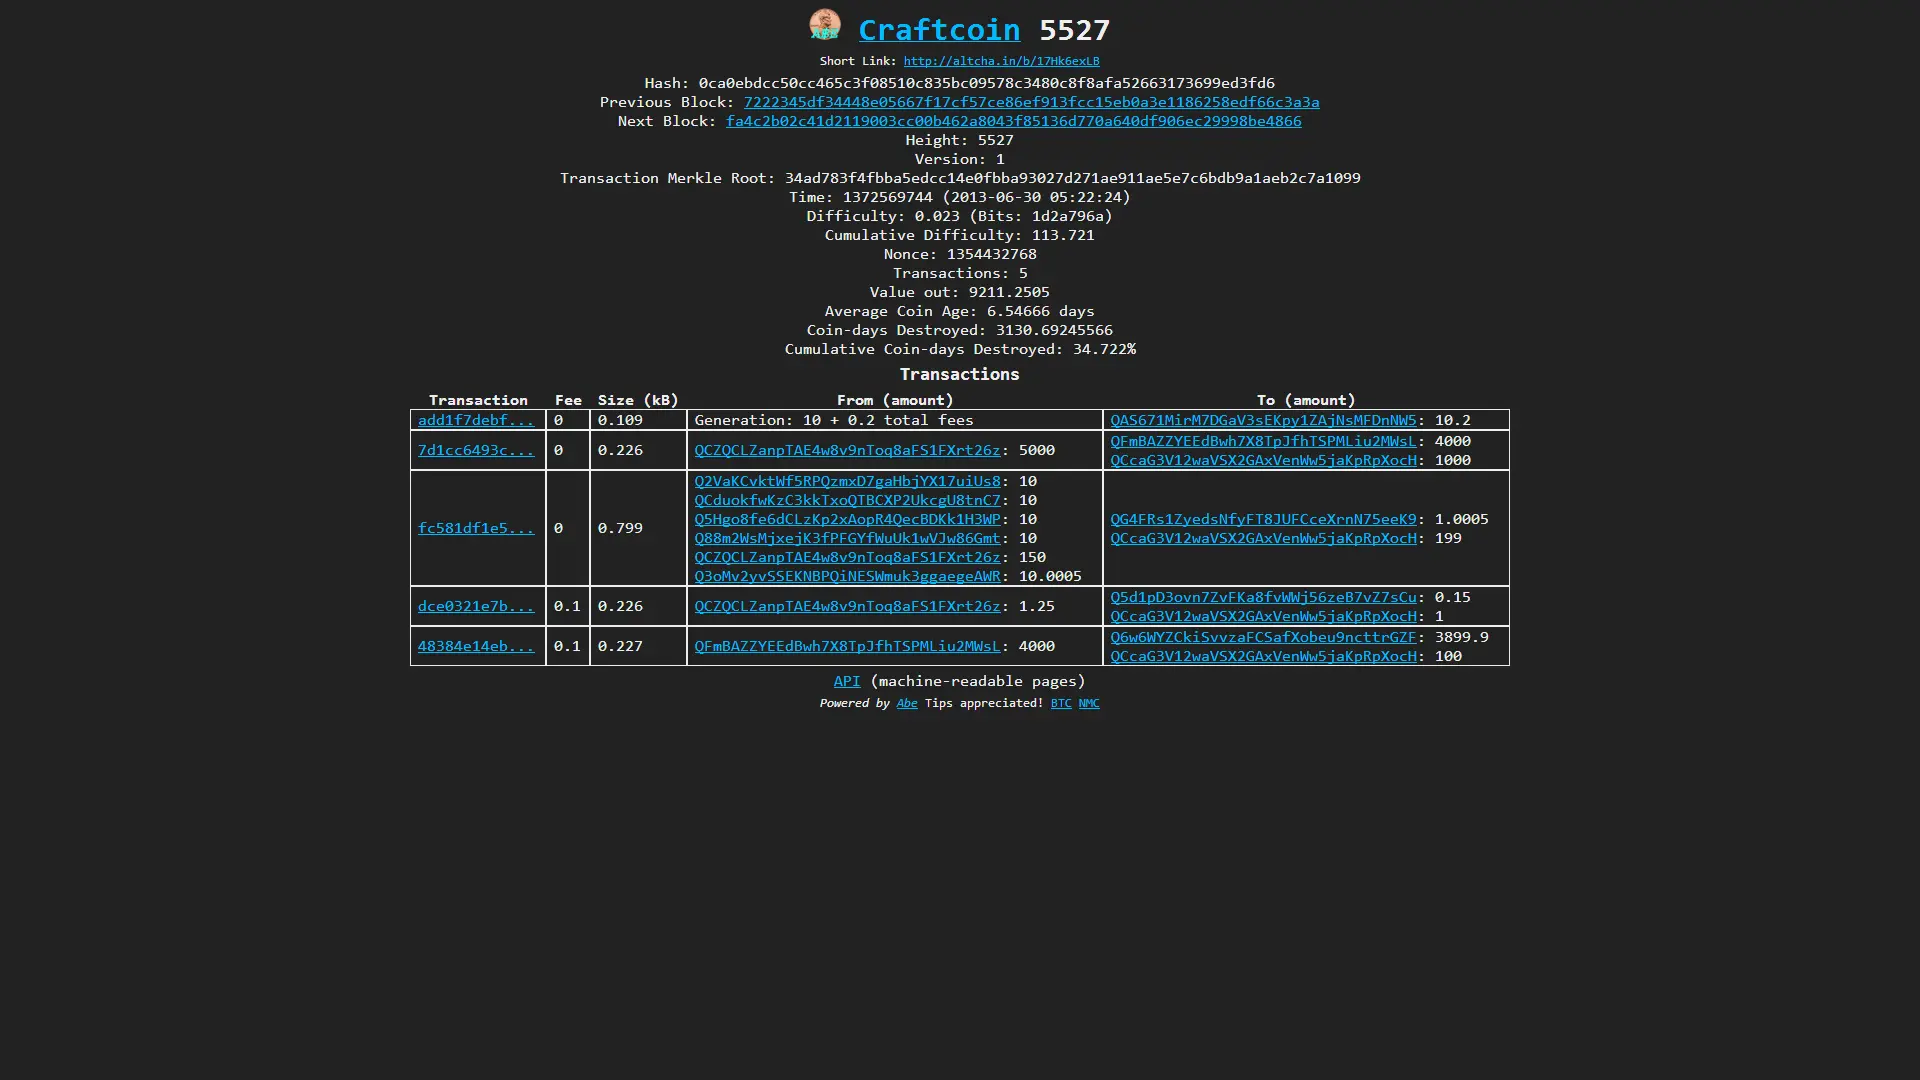 Craftcoin 5527
Short Link: http://altcha.in/b/17Hk6exLB
Hash: 0ca0ebdcc50cc465c3f08510c835bc09578c3480c8f8afa52663173699ed3fd6
Previous Block: 7222345df34448e05667f17cf57ce86ef913fcc15eb0a3e1186258edf66c3a3a
Next Block: fa4c2b02c41d2119003cc00b462a8043f85136d770a640df906ec29998be4866
Height: 5527
Version: 1
Transaction Merkle Root: 34ad783f4fbba5edcc14e0fbba93027d271ae911ae5e7c6bdb9a1aeb2c7a1099
Time: 1372569744 (2013-06-30 05:22:24)
Difficulty: 0.023 (Bits: 1d2a796a)
Cumulative Difficulty: 113.721
Nonce: 1354432768
Transactions: 5
Value out: 9211.2505
Average Coin Age: 6.54666 days
Coin-days Destroyed: 3130.69245566
Cumulative Coin-days Destroyed: 34.722%
Transactions
Transaction Fee Size (kB) From (amount) To (amount)
add1f7debf... 0 0.109 Generation: 10 + 0.2 total fees QAS671MirM7DGaV3sEKpy1ZAjNsMFDnNW5: 10.2
7d1cc6493c... 0 0.226 QCZQCLZanpTAE4w8v9nToq8aFS1FXrt26z: 5000 QFmBAZZYEEdBwh7X8TpJfhTSPMLiu2MWsL: 4000
QCcaG3V12waVSX2GAxVenWw5jaKpRpXocH: 1000
fc581df1e5... 0 0.799 Q2VaKCvktWf5RPQzmxD7gaHbjYX17uiUs8: 10
QCduokfwKzC3kkTxoQTBCXP2UkcgU8tnC7: 10
Q5Hgo8fe6dCLzKp2xAopR4QecBDKk1H3WP: 10
Q88m2WsMjxejK3fPFGYfWuUk1wVJw86Gmt: 10
QCZQCLZanpTAE4w8v9nToq8aFS1FXrt26z: 150
Q3oMv2yvSSEKNBPQiNESWmuk3ggaegeAWR: 10.0005
QG4FRs1ZyedsNfyFT8JUFCceXrnN75eeK9: 1.0005
QCcaG3V12waVSX2GAxVenWw5jaKpRpXocH: 199
dce0321e7b... 0.1 0.226 QCZQCLZanpTAE4w8v9nToq8aFS1FXrt26z: 1.25 Q5d1pD3ovn7ZvFKa8fvWWj56zeB7vZ7sCu: 0.15
QCcaG3V12waVSX2GAxVenWw5jaKpRpXocH: 1
48384e14eb... 0.1 0.227 QFmBAZZYEEdBwh7X8TpJfhTSPMLiu2MWsL: 4000 Q6w6WYZCkiSvvzaFCSafXobeu9ncttrGZF: 3899.9
QCcaG3V12waVSX2GAxVenWw5jaKpRpXocH: 100
API (machine-readable pages)
Powered by Abe Tips appreciated! BTC NMC